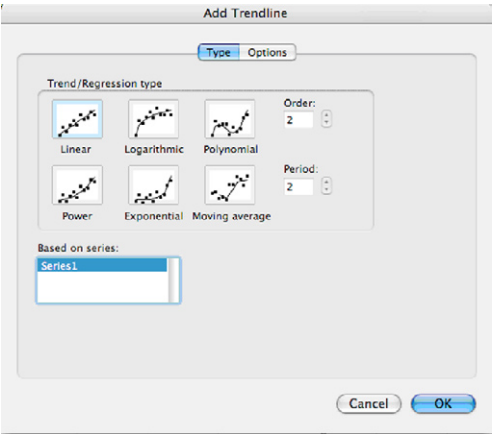 Add Trendline
Type Options
Trend/Regression type
Linear Logarithmic Polynomial
Order:
2
Power Exponential Moving average
Period:
2
Based on series:
Series1
Cancel OK